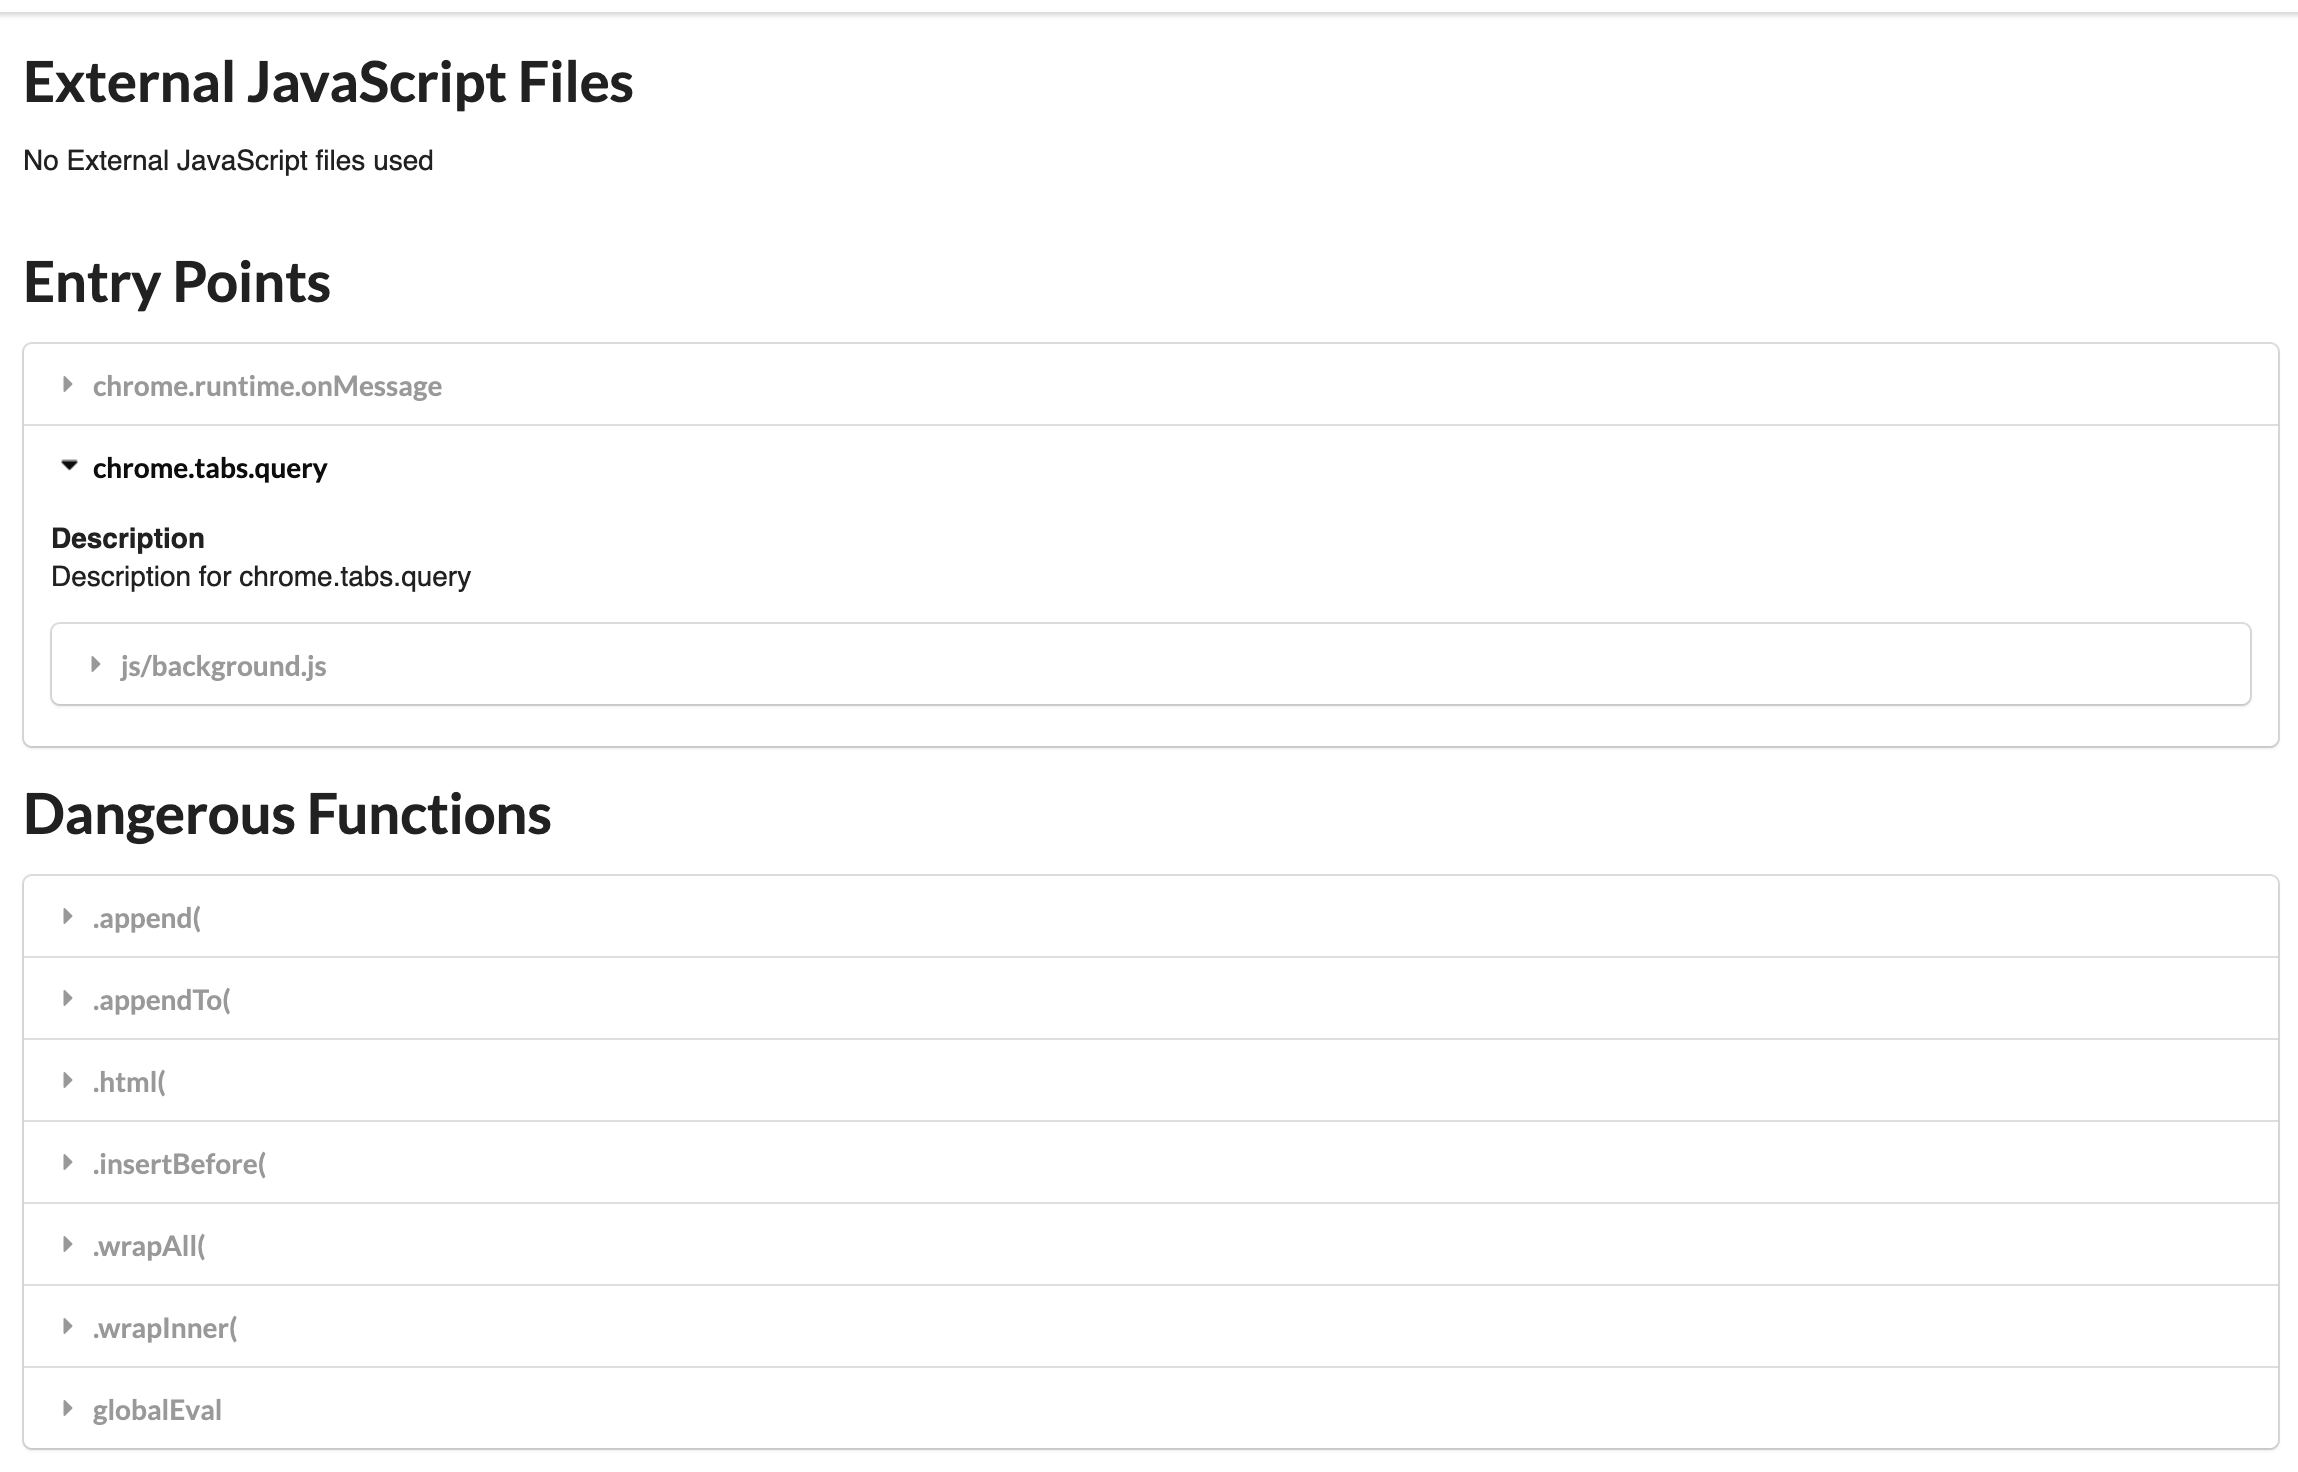 External JavaScript Files
No External JavaScript files used
Entry Points
chrome.runtime.onMessage
chrome.tabs.query
Description
Description for chrome.tabs.query
js/background.js
Dangerous Functions
.append(
.appendTo(
.html(
.insertBefore(
.wrapAll(
.wrapInner(
globalEval